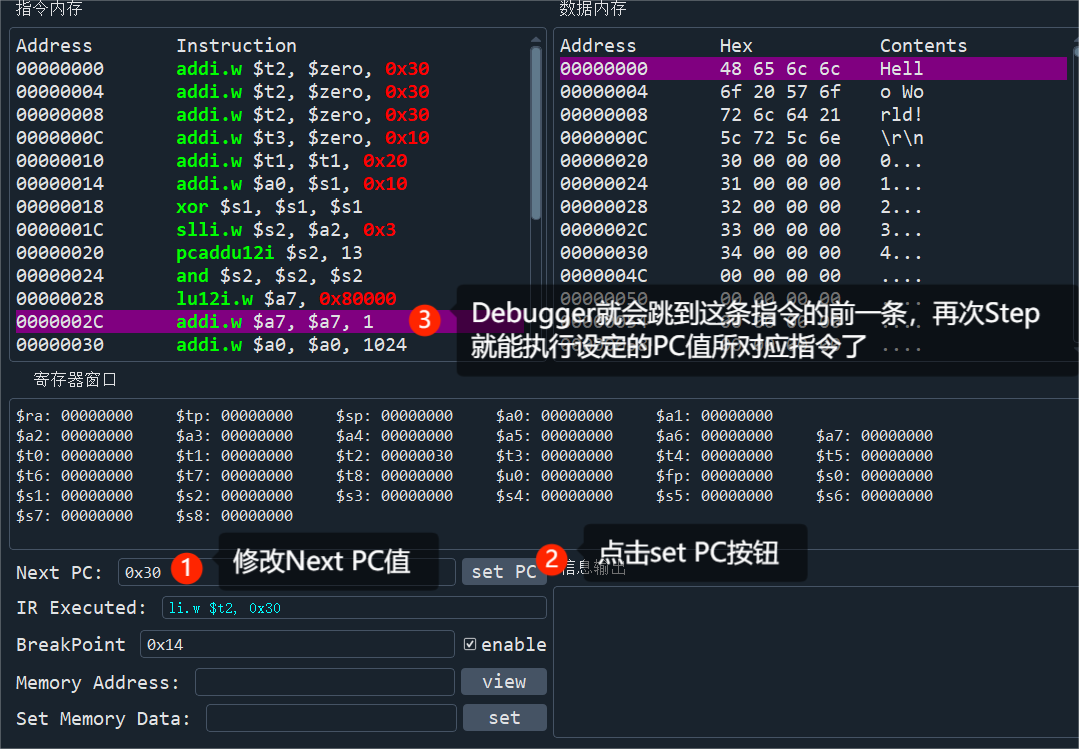 指令内存
Address Instruction
00000000 addi.w $t2, $zero, 0x30
00000004 addi.w $t2, $zero, 0x30
00000008 addi.w $t2, $zero, 0x30
0000000C addi.w $t3, $zero, 0x10
00000010 addi.w $t1, $t1, 0x20
00000014 addi.w $a0, $s1, 0x10
00000018 xor $s1, $s1, $s1
0000001C slli.w $s2, $a2, 0x3
00000020 pcaddu12i $s2, 13
00000024 and $s2, $s2, $s2
00000028 lu12i.w $a7, 0x80000
0000002C addi.w $a7, $a7, 1
00000030 addi.w $a0, $a0, 1024
数据内存
Address Hex Contents
00000000 48 65 6c 6c Hell
00000004 6f 20 57 6f o Wo
00000008 72 6c 64 21 rld!
0000000C 5c 72 5c 6e \r\n
00000020 30 00 00 00 0...
00000024 31 00 00 00 1...
00000028 32 00 00 00 2...
0000002C 33 00 00 00 3...
00000030 34 00 00 00 4...
0000004C 00 00 00 00 ....
00000050 00 00 00 00 ....
3
Debugger就会跳到这条指令的前一条，再次Step
就能执行设定的PC值所对应指令了
寄存器窗口
$ra: 00000000 $tp: 00000000 $sp: 00000000 $a0: 00000000 $a1: 00000000
$a2: 00000000 $a3: 00000000 $a4: 00000000 $a5: 00000000 $a6: 00000000 $a7: 00000000
$t0: 00000000 $t1: 00000000 $t2: 00000030 $t3: 00000000 $t4: 00000000 $t5: 00000000
$t6: 00000000 $t7: 00000000 $t8: 00000000 $u0: 00000000 $fp: 00000000 $s0: 00000000
$s1: 00000000 $s2: 00000000 $s3: 00000000 $s4: 00000000 $s5: 00000000 $s6: 00000000
$s7: 00000000 $s8: 00000000
Next PC: 0x30 1 修改Next PC值 set PC 2 点击set PC按钮
信息输出
IR Executed: li.w $t2, 0x30
BreakPoint 0x14 enable
Memory Address: view
Set Memory Data: set